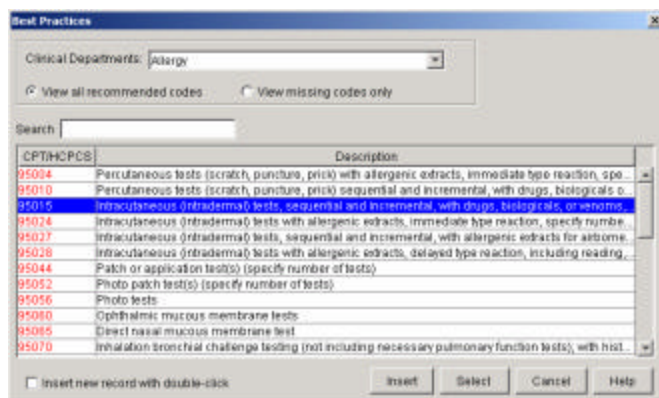 Best Practices
Clinical Departments: Allergy
View all recommended codes View missing codes only
Search
CPT/HCPCS Description
95004 Percutaneous tests (scratch, puncture, prick) with allergenic extracts, immediate type reaction, spe...
95010 Percutaneous tests (scratch, puncture, prick) sequential and incremental, with drugs, biologicals o...
95015 Intracutaneous (intradermal) tests, sequential and incremental, with drugs, biologicals, or venoms,...
95024 Intracutaneous (intradermal) tests with allergenic extracts, immediate type reaction, specify numbe...
95027 Intracutaneous (intradermal) tests, sequential and incremental, with allergenic extracts for airborne...
95028 Intracutaneous (intradermal) tests with allergenic extracts, delayed type reaction, including reading,...
95044 Patch or application test(s) (specify number of tests)
95052 Photo patch test(s) (specify number of tests)
95056 Photo tests
95060 Ophthalmic mucous membrane tests
95065 Direct nasal mucous membrane test
95070 Inhalation bronchial challenge testing (not including necessary pulmonary function tests); with hist...
Insert new record with double-click Insert Select Cancel Help